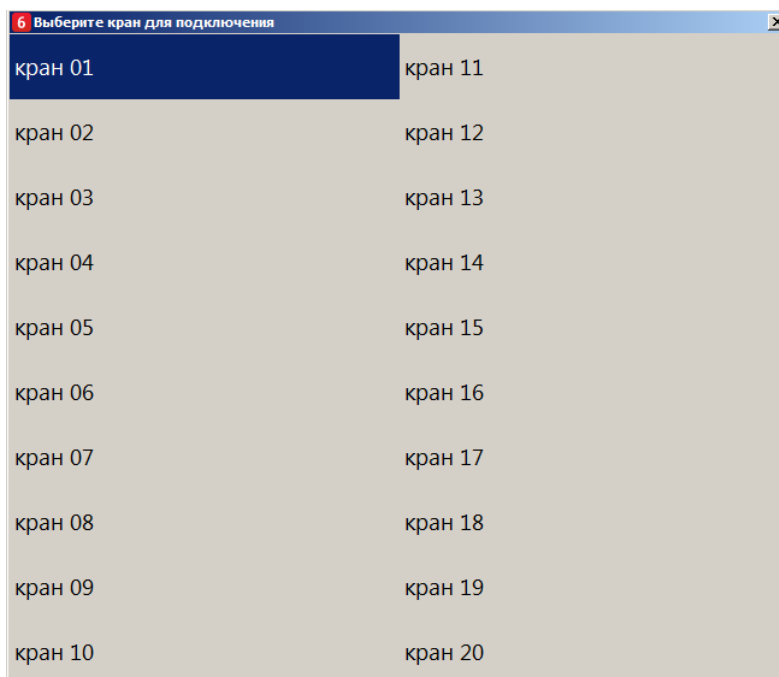 6 Выберите кран для подключения
кран 01
кран 02
кран 03
кран 04
кран 05
кран 06
кран 07
кран 08
кран 09
кран 10
кран 11
кран 12
кран 13
кран 14
кран 15
кран 16
кран 17
кран 18
кран 19
кран 20